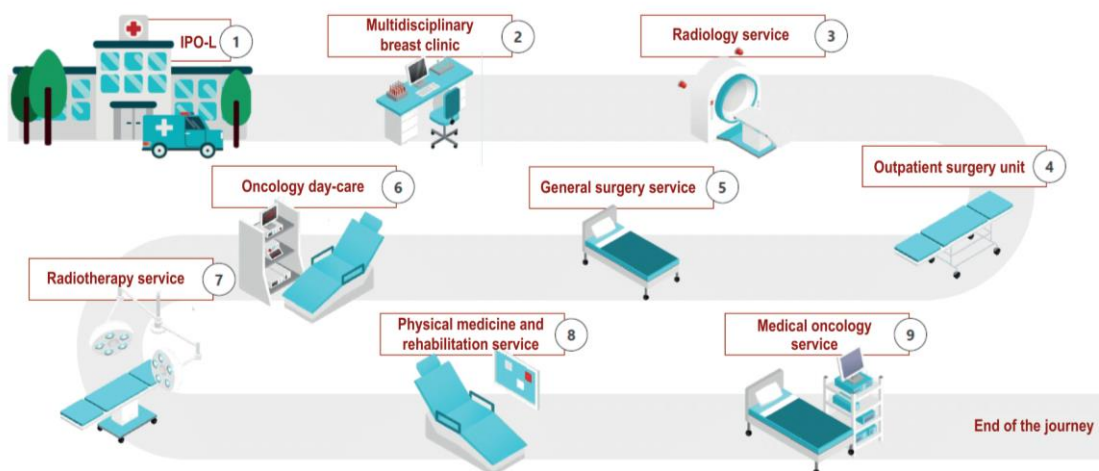 IPO-L 1
Multidisciplinary
breast clinic 2
Radiology service 3
Outpatient surgery unit 4
General surgery service 5
Oncology day-care 6
Radiotherapy service 7
Physical medicine and
rehabilitation service 8
Medical oncology
service 9
End of the journey